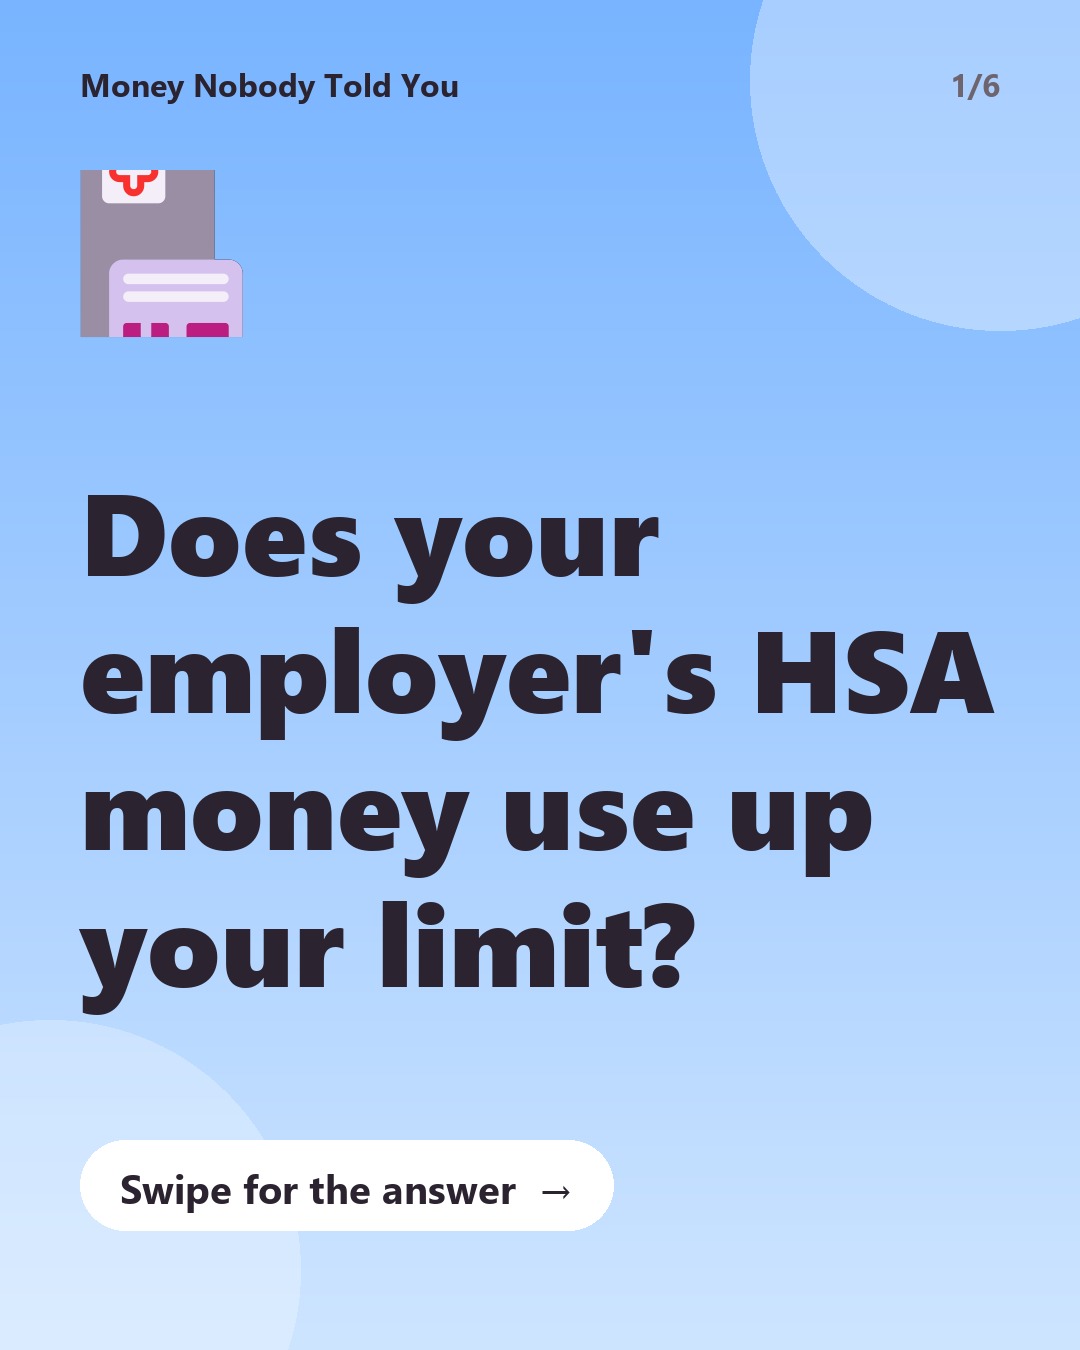 Money Nobody Told You
1/6
Does your
employer's HSA
money use up
your limit?
Swipe for the answer →